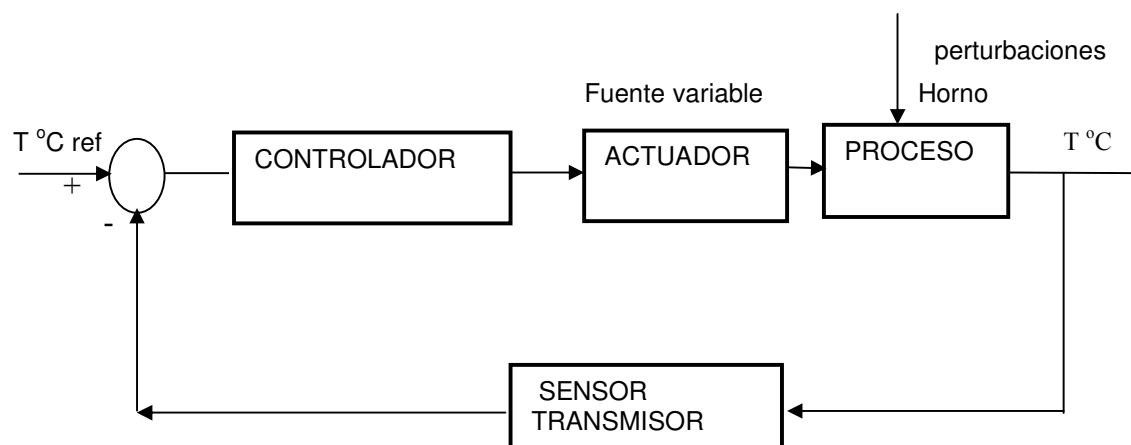 perturbaciones
Fuente variable
Horno
T °C ref
+
-
CONTROLADOR
ACTUADOR
PROCESO
T °C
SENSOR
TRANSMISOR